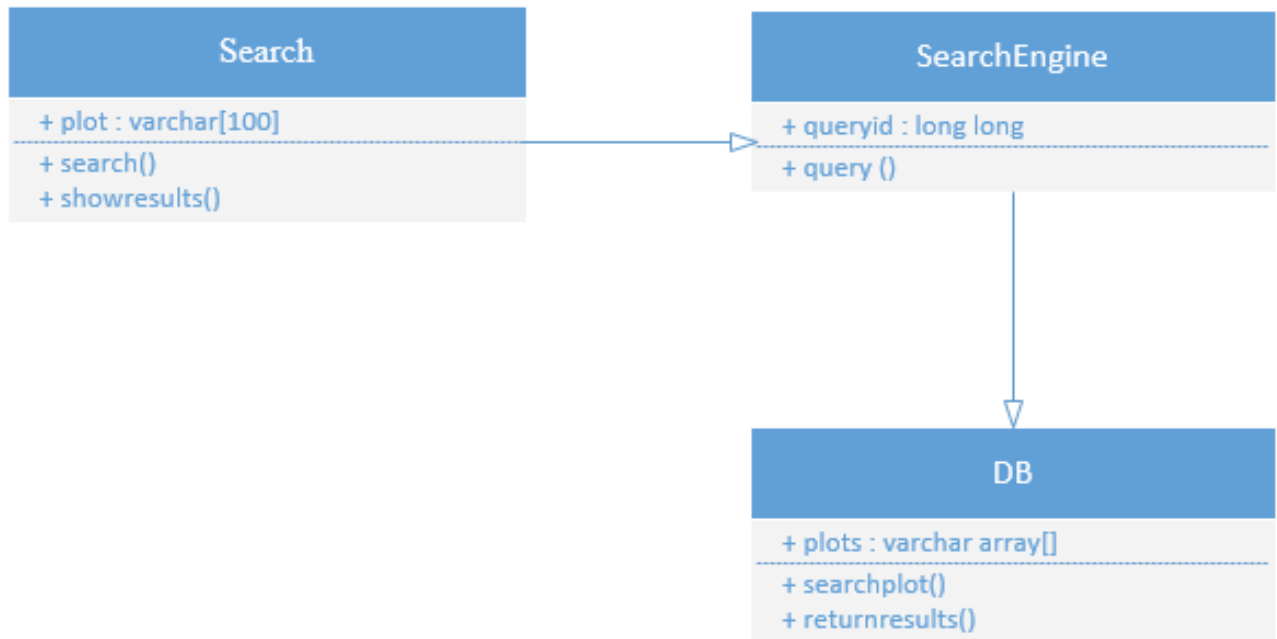 Search
+ plot : varchar[100]
+ search()
+ showresults()
SearchEngine
+ queryid : long long
+ query ()
DB
+ plots : varchar array[]
+ searchplot()
+ returnresults()